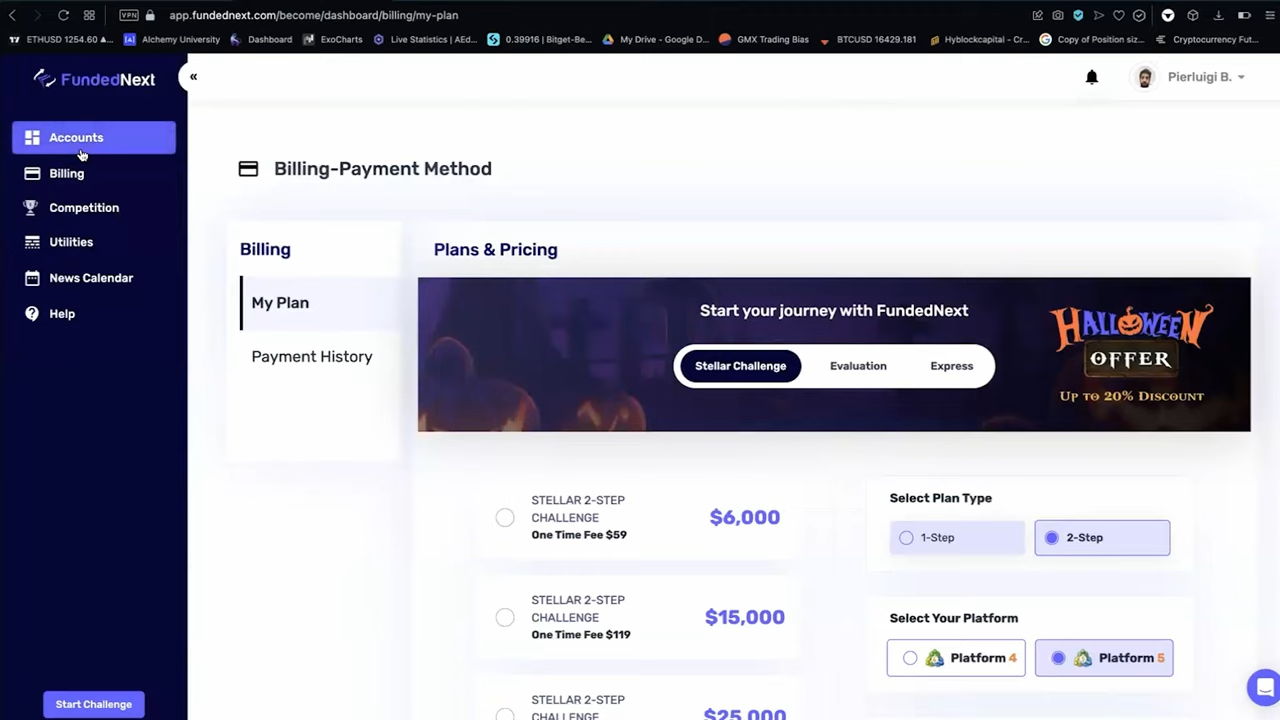 VPN
app.fundednext.com/become/dashboard/billing/my-plan
ETHUSD 1254.60 ▲...
Alchemy University
Dashboard
ExoCharts
Live Statistics | AEd...
0.39916 | Bitget-Be...
My Drive - Google D...
GMX Trading Bias
BTCUSD 16429.181
Hyblockcapital - Cr...
Copy of Position siz...
Cryptocurrency Fut...
FundedNext
«
Pierluigi B.
Accounts
Billing
Competition
Utilities
News Calendar
Help
Start Challenge
Billing-Payment Method
Billing
My Plan
Payment History
Plans & Pricing
Start your journey with FundedNext
Stellar Challenge
Evaluation
Express
HALLOWEEN
OFFER
UP TO 20% DISCOUNT
STELLAR 2-STEP
CHALLENGE
One Time Fee $59
$6,000
STELLAR 2-STEP
CHALLENGE
One Time Fee $119
$15,000
STELLAR 2-STEP
CHALLENGE
$25,000
Select Plan Type
1-Step
2-Step
Select Your Platform
Platform 4
Platform 5